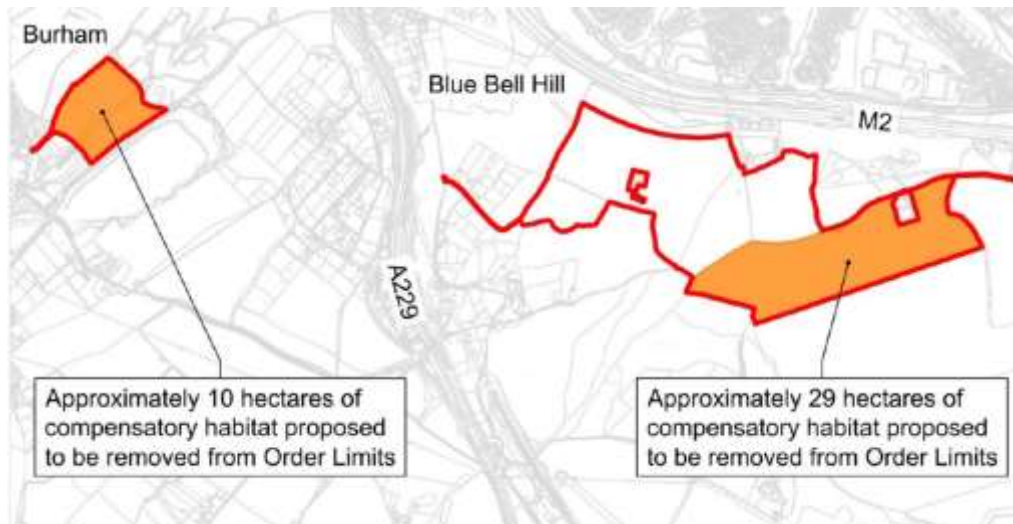 Burham
Blue Bell Hill
M2
A229
Approximately 10 hectares of
compensatory habitat proposed
to be removed from Order Limits
Approximately 29 hectares of
compensatory habitat proposed
to be removed from Order Limits